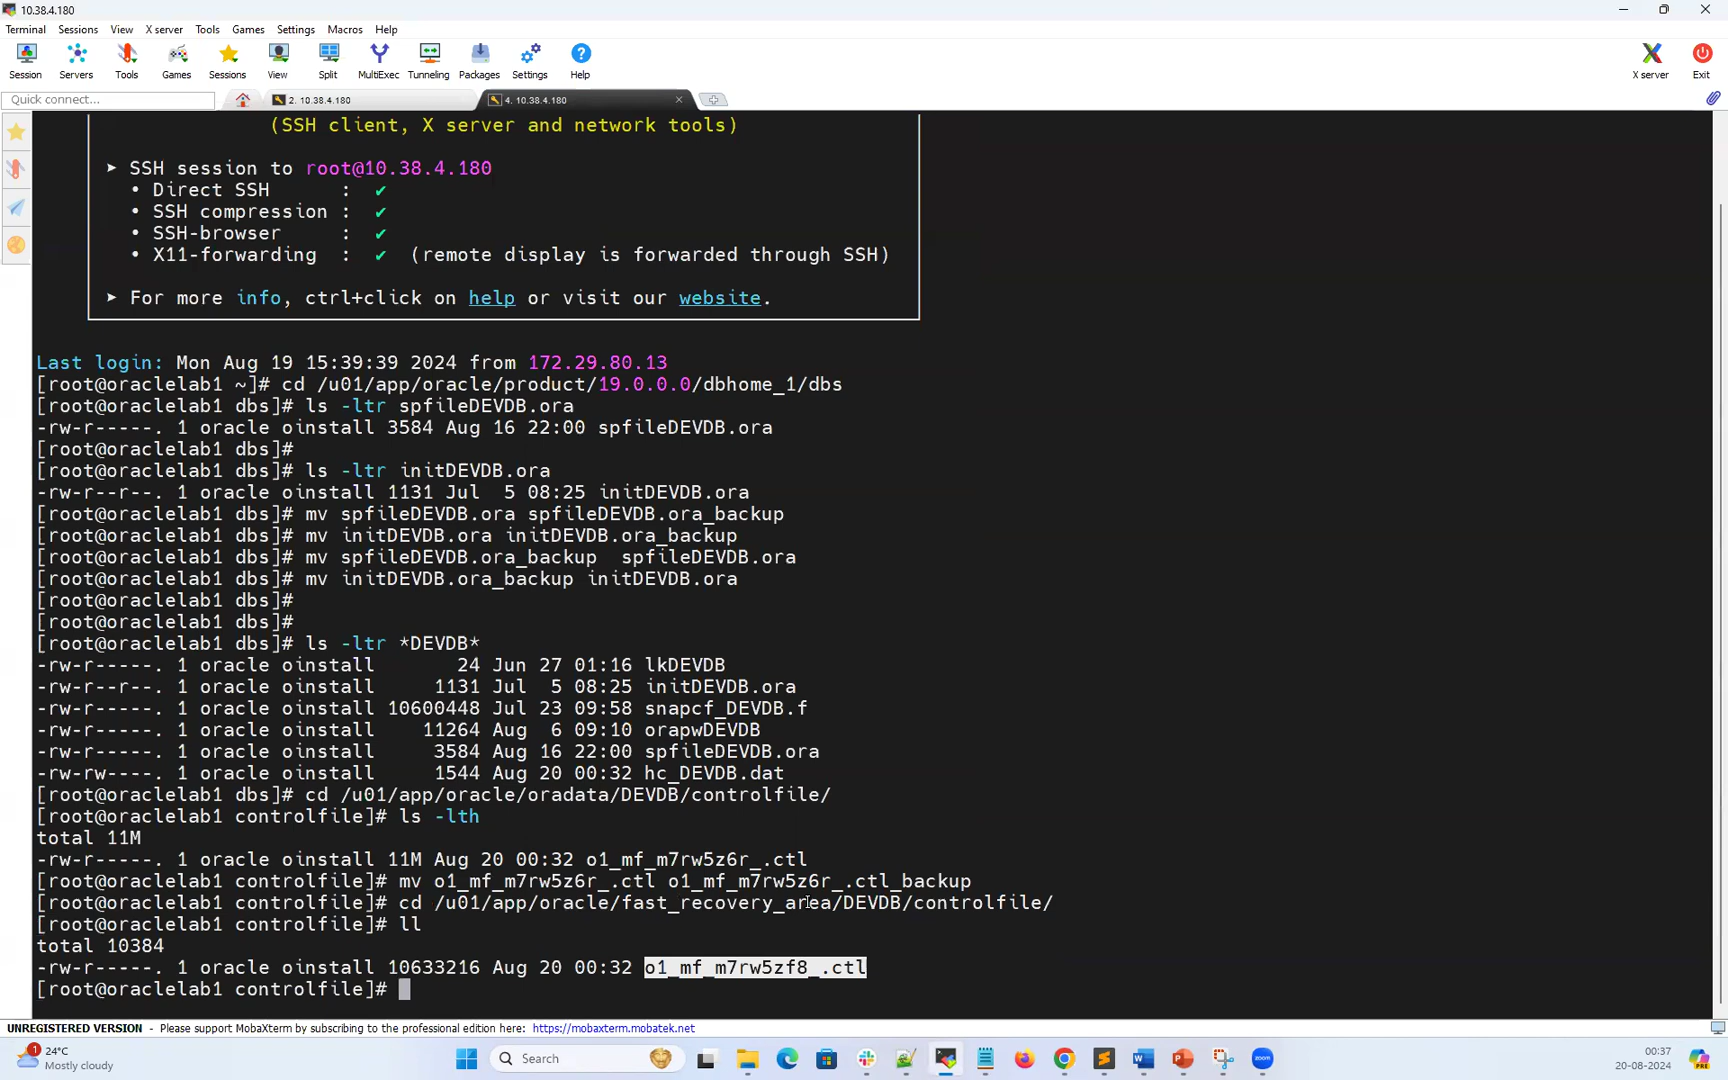 10.38.4.180
Terminal Sessions View X server Tools Games Settings Macros Help
Session Servers Tools Games Sessions View Split MultiExec Tunneling Packages Settings Help X server Exit
Quick connect... 2. 10.38.4.180 4. 10.38.4.180
(SSH client, X server and network tools)
➤ SSH session to root@10.38.4.180
• Direct SSH : ✔
• SSH compression : ✔
• SSH-browser : ✔
• X11-forwarding : ✔ (remote display is forwarded through SSH)
➤ For more info, ctrl+click on help or visit our website.
Last login: Mon Aug 19 15:39:39 2024 from 172.29.80.13
[root@oraclelab1 ~]# cd /u01/app/oracle/product/19.0.0.0/dbhome_1/dbs
[root@oraclelab1 dbs]# ls -ltr spfileDEVDB.ora
-rw-r-----. 1 oracle oinstall 3584 Aug 16 22:00 spfileDEVDB.ora
[root@oraclelab1 dbs]#
[root@oraclelab1 dbs]# ls -ltr initDEVDB.ora
-rw-r--r--. 1 oracle oinstall 1131 Jul  5 08:25 initDEVDB.ora
[root@oraclelab1 dbs]# mv spfileDEVDB.ora spfileDEVDB.ora_backup
[root@oraclelab1 dbs]# mv initDEVDB.ora initDEVDB.ora_backup
[root@oraclelab1 dbs]# mv spfileDEVDB.ora_backup  spfileDEVDB.ora
[root@oraclelab1 dbs]# mv initDEVDB.ora_backup initDEVDB.ora
[root@oraclelab1 dbs]#
[root@oraclelab1 dbs]#
[root@oraclelab1 dbs]# ls -ltr *DEVDB*
-rw-r-----. 1 oracle oinstall       24 Jun 27 01:16 lkDEVDB
-rw-r--r--. 1 oracle oinstall     1131 Jul  5 08:25 initDEVDB.ora
-rw-r-----. 1 oracle oinstall 10600448 Jul 23 09:58 snapcf_DEVDB.f
-rw-r-----. 1 oracle oinstall    11264 Aug  6 09:10 orapwDEVDB
-rw-r-----. 1 oracle oinstall     3584 Aug 16 22:00 spfileDEVDB.ora
-rw-rw----. 1 oracle oinstall     1544 Aug 20 00:32 hc_DEVDB.dat
[root@oraclelab1 dbs]# cd /u01/app/oracle/oradata/DEVDB/controlfile/
[root@oraclelab1 controlfile]# ls -lth
total 11M
-rw-r-----. 1 oracle oinstall 11M Aug 20 00:32 o1_mf_m7rw5z6r_.ctl
[root@oraclelab1 controlfile]# mv o1_mf_m7rw5z6r_.ctl o1_mf_m7rw5z6r_.ctl_backup
[root@oraclelab1 controlfile]# cd /u01/app/oracle/fast_recovery_area/DEVDB/controlfile/
[root@oraclelab1 controlfile]# ll
total 10384
-rw-r-----. 1 oracle oinstall 10633216 Aug 20 00:32 o1_mf_m7rw5zf8_.ctl
[root@oraclelab1 controlfile]#
UNREGISTERED VERSION - Please support MobaXterm by subscribing to the professional edition here: https://mobaxterm.mobatek.net
1
24°C
Mostly cloudy
Search
zoom
00:37
20-08-2024
PRE